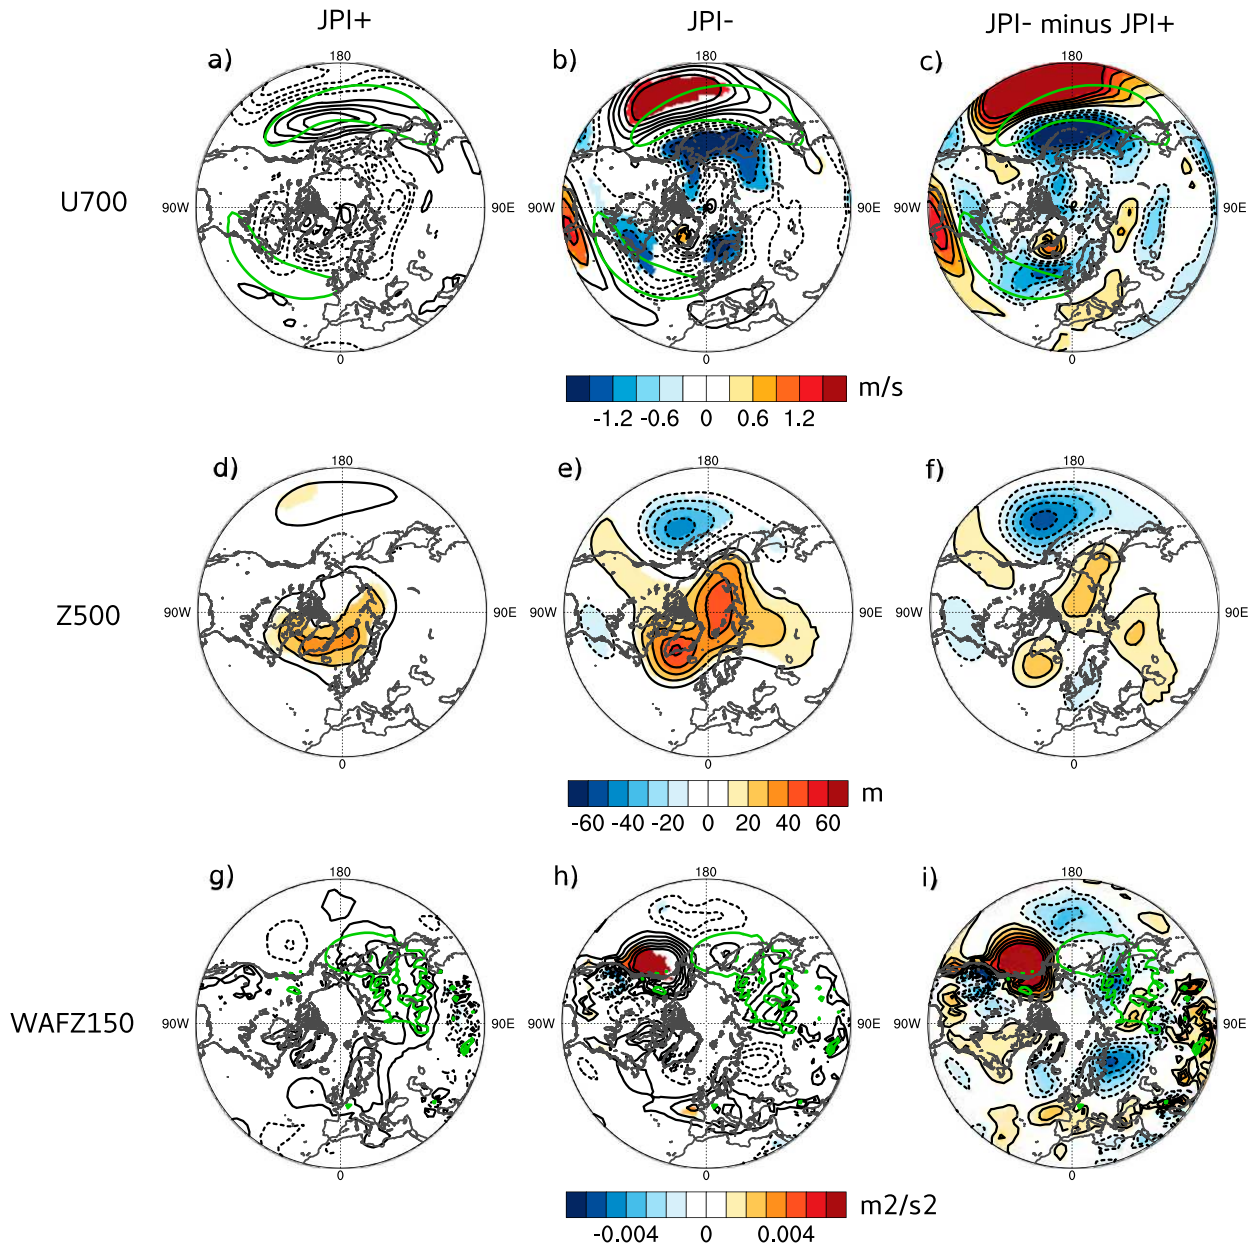 JPI+
JPI-
JPI- minus JPI+
a)
180
b)
180
c)
180
U700
90W
90E
90W
90E
90W
90E
0
0
0
-1.2 -0.6 0 0.6 1.2
m/s
d)
180
e)
180
f)
180
Z500
90W
90E
90W
90E
90W
90E
0
0
0
-60 -40 -20 0 20 40 60
m
g)
180
h)
180
i)
180
WAFZ150
90W
90E
90W
90E
90W
90E
0
0
0
-0.004 0 0.004
m2/s2